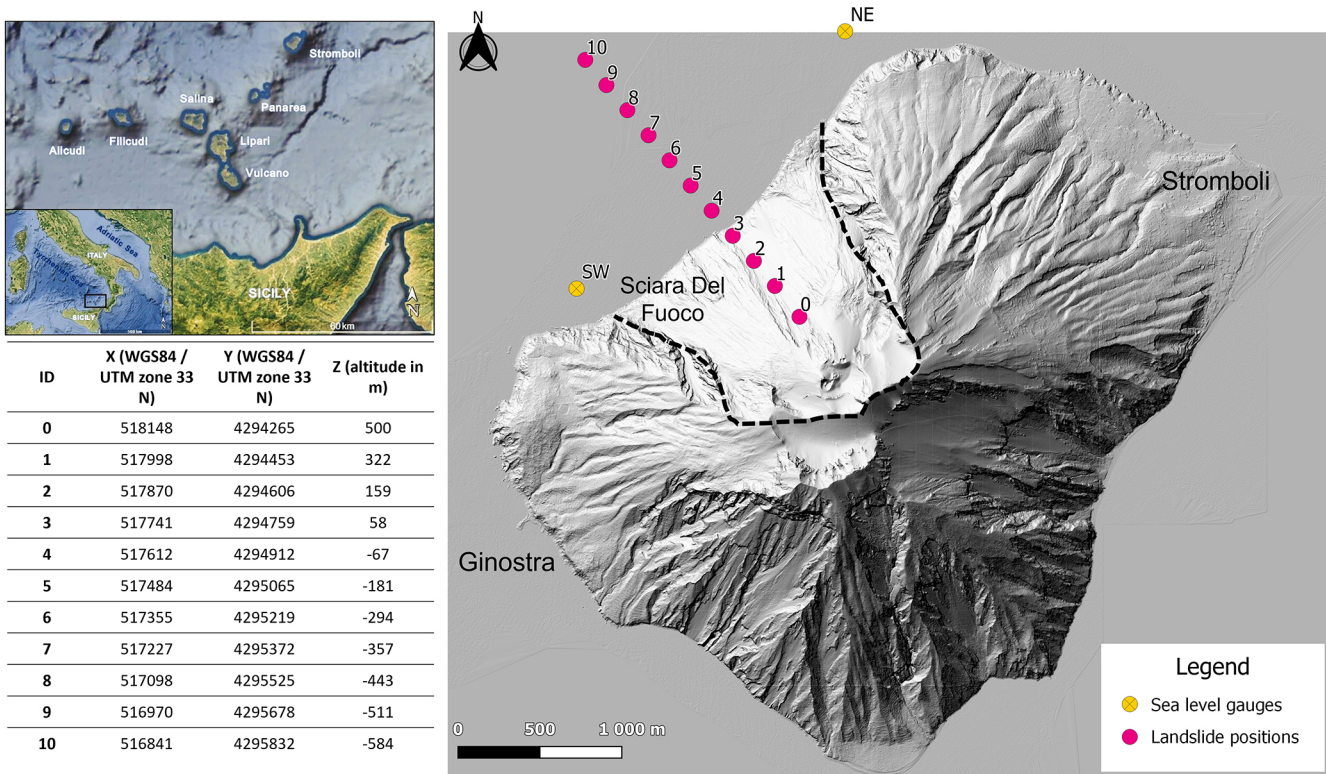 Stromboli
Panarea
Salina
Filicudi
Alicudi
Lipari
Vulcano
Adriatic Sea
ITALY
Tyrrhenian Sea
SICILY
N
SICILY
N
60 km
ID X (WGS84 / UTM zone 33 N) Y (WGS84 / UTM zone 33 N) Z (altitude in m)
0 518148 4294265 500
1 517998 4294453 322
2 517870 4294606 159
3 517741 4294759 58
4 517612 4294912 -67
5 517484 4295065 -181
6 517355 4295219 -294
7 517227 4295372 -357
8 517098 4295525 -443
9 516970 4295678 -511
10 516841 4295832 -584
N
NE
10
9
8
7
6
5
4
3
2
1
0
SW
Sciara Del
Fuoco
Stromboli
Ginostra
0 500 1 000 m
Legend
Sea level gauges
Landslide positions